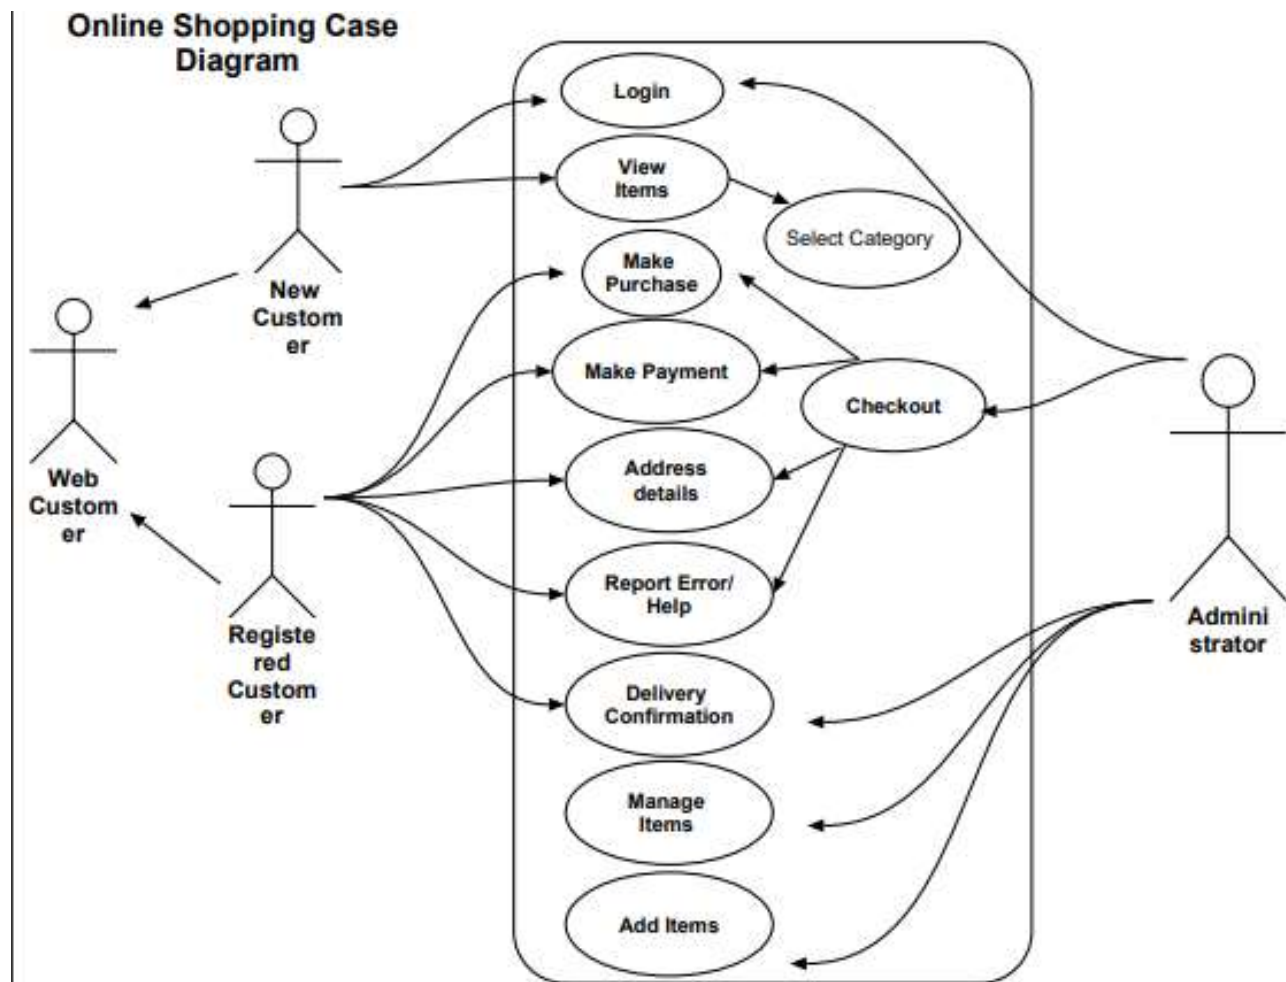 Online Shopping Case
Diagram
Login
View
Items
Select Category
Make
Purchase
New
Custom
er
Make Payment
Checkout
Web
Custom
er
Address
details
Report Error/
Help
Registe
red
Custom
er
Admini
strator
Delivery
Confirmation
Manage
Items
Add Items